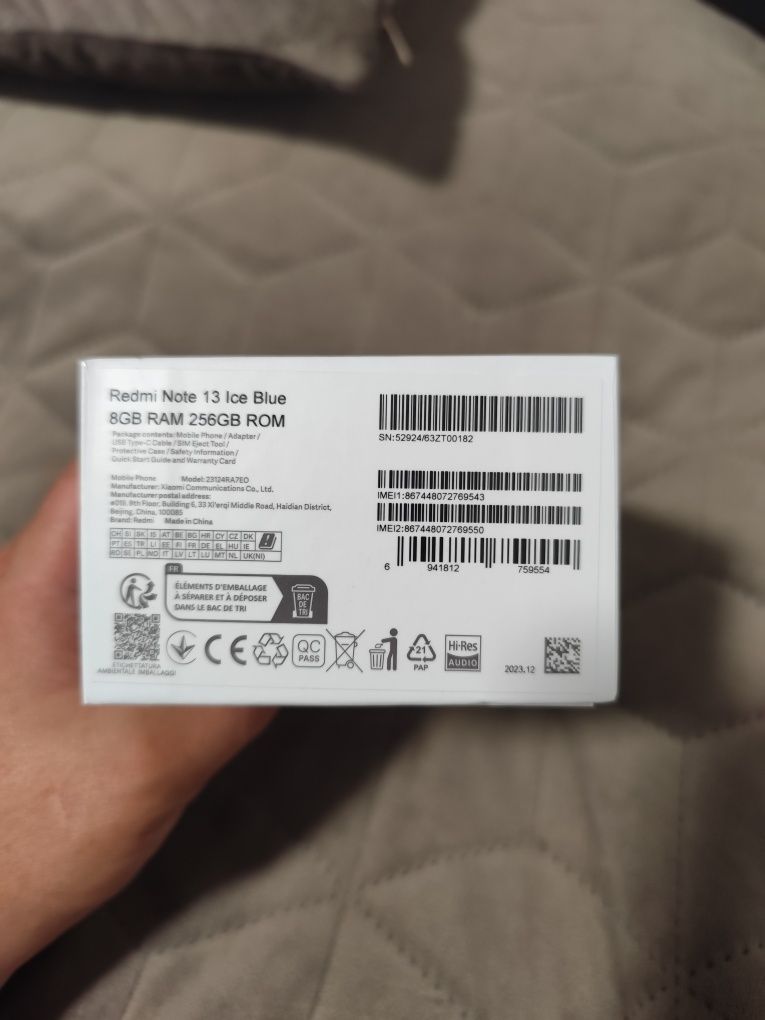 Redmi Note 13 Ice Blue
8GB RAM 256GB ROM
Package contents: Mobile Phone / Adapter /
USB Type-C Cable / SIM Eject Tool /
Protective Case / Safety Information /
Quick Start Guide and Warranty Card
Mobile Phone Model: 23124RA7EO
Manufacturer: Xiaomi Communications Co., Ltd.
Manufacturer postal address:
#019, 9th Floor, Building 6, 33 Xi'erqi Middle Road, Haidian District,
Beijing, China, 100085
Brand: Redmi Made in China
CH SI SK IS AT BE BG HR CY CZ DK
PT ES TR LI EE FI FR DE EL HU IE
RO SE PL NO IT LV LT LU MT NL UK(NI)
SN:52924/63ZT00182
IMEI1:867448072769543
IMEI2:867448072769550
6 941812 759554
FR
ÉLÉMENTS D'EMBALLAGE
À SÉPARER ET À DÉPOSER
DANS LE BAC DE TRI
BAC
DE
TRI
ETICHETTATURA
AMBIENTALE IMBALLAGGI
CE
QC
PASS
21
PAP
Hi-Res
AUDIO
2023.12